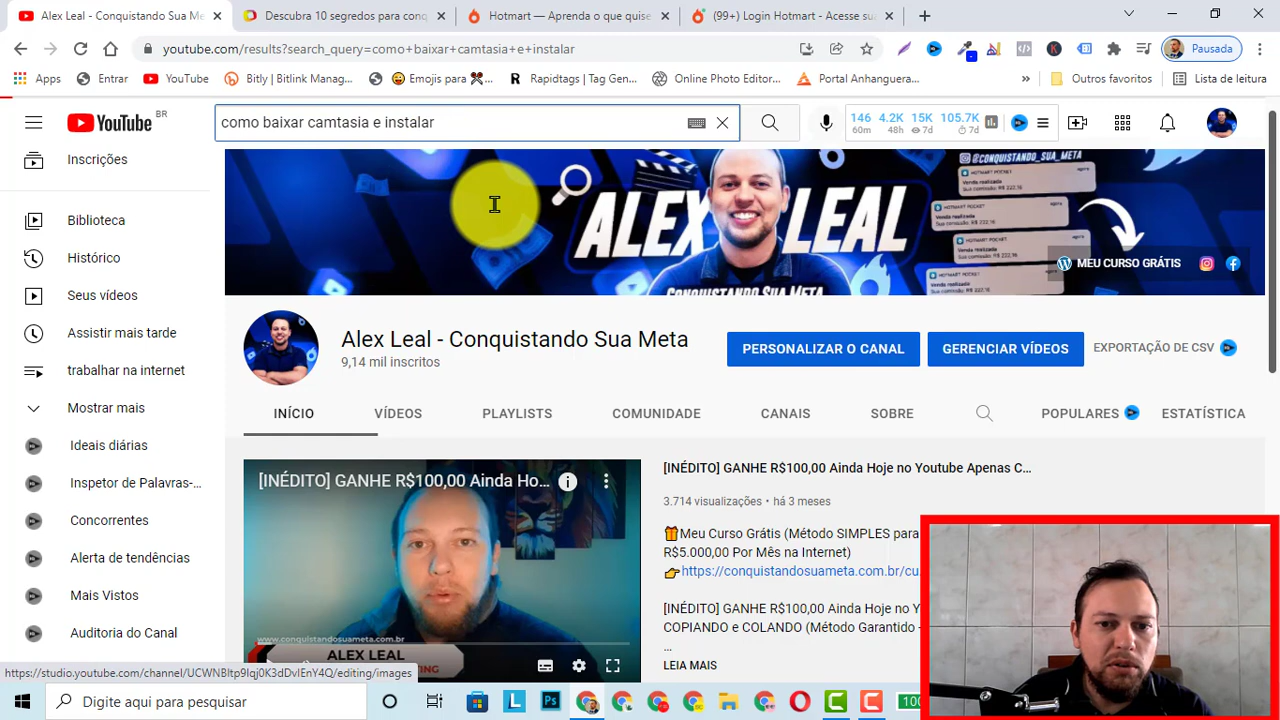 Alex Leal - Conquistando Sua M
Descubra 10 segredos para conq
Hotmart — Aprenda o que quise
(99+) Login Hotmart - Acesse su
youtube.com/results?search_query=como+baixar+camtasia+e+instalar
Pausada
Apps
Entrar
YouTube
Bitly | Bitlink Manag...
Emojis para
Rapidtags | Tag Gen...
Online Photo Editor...
Portal Anhanguera...
»
Outros favoritos
Lista de leitura
YouTube BR
como baixar camtasia e instalar
146 4.2K 15K 105.7K
60m 48h 7d 7d
Inscrições
Biblioteca
Histórico
Seus vídeos
Assistir mais tarde
trabalhar na internet
Mostrar mais
Ideais diárias
Inspetor de Palavras-...
Concorrentes
Alerta de tendências
Mais Vistos
Auditoria do Canal
@CONQUISTANDO_SUA_META
ALEX LEAL
CONQUISTANDO SUA META
MEU CURSO GRÁTIS
Alex Leal - Conquistando Sua Meta
9,14 mil inscritos
PERSONALIZAR O CANAL
GERENCIAR VÍDEOS
EXPORTAÇÃO DE CSV
INÍCIO
VÍDEOS
PLAYLISTS
COMUNIDADE
CANAIS
SOBRE
POPULARES
ESTATÍSTICA
[INÉDITO] GANHE R$100,00 Ainda Ho...
www.conquistandosuameta.com.br
ALEX LEAL
[INÉDITO] GANHE R$100,00 Ainda Hoje no Youtube Apenas C...
3.714 visualizações • há 3 meses
Meu Curso Grátis (Método SIMPLES para
R$5.000,00 Por Mês na Internet)
https://conquistandosuameta.com.br/cu
[INÉDITO] GANHE R$100,00 Ainda Hoje no Y
COPIANDO e COLANDO (Método Garantido -
...
LEIA MAIS
https://studio.youtube.com/channel/UCWNBltp9Iqj0K3dDvIEnY4Q/editing/images
Digite aqui para pesquisar